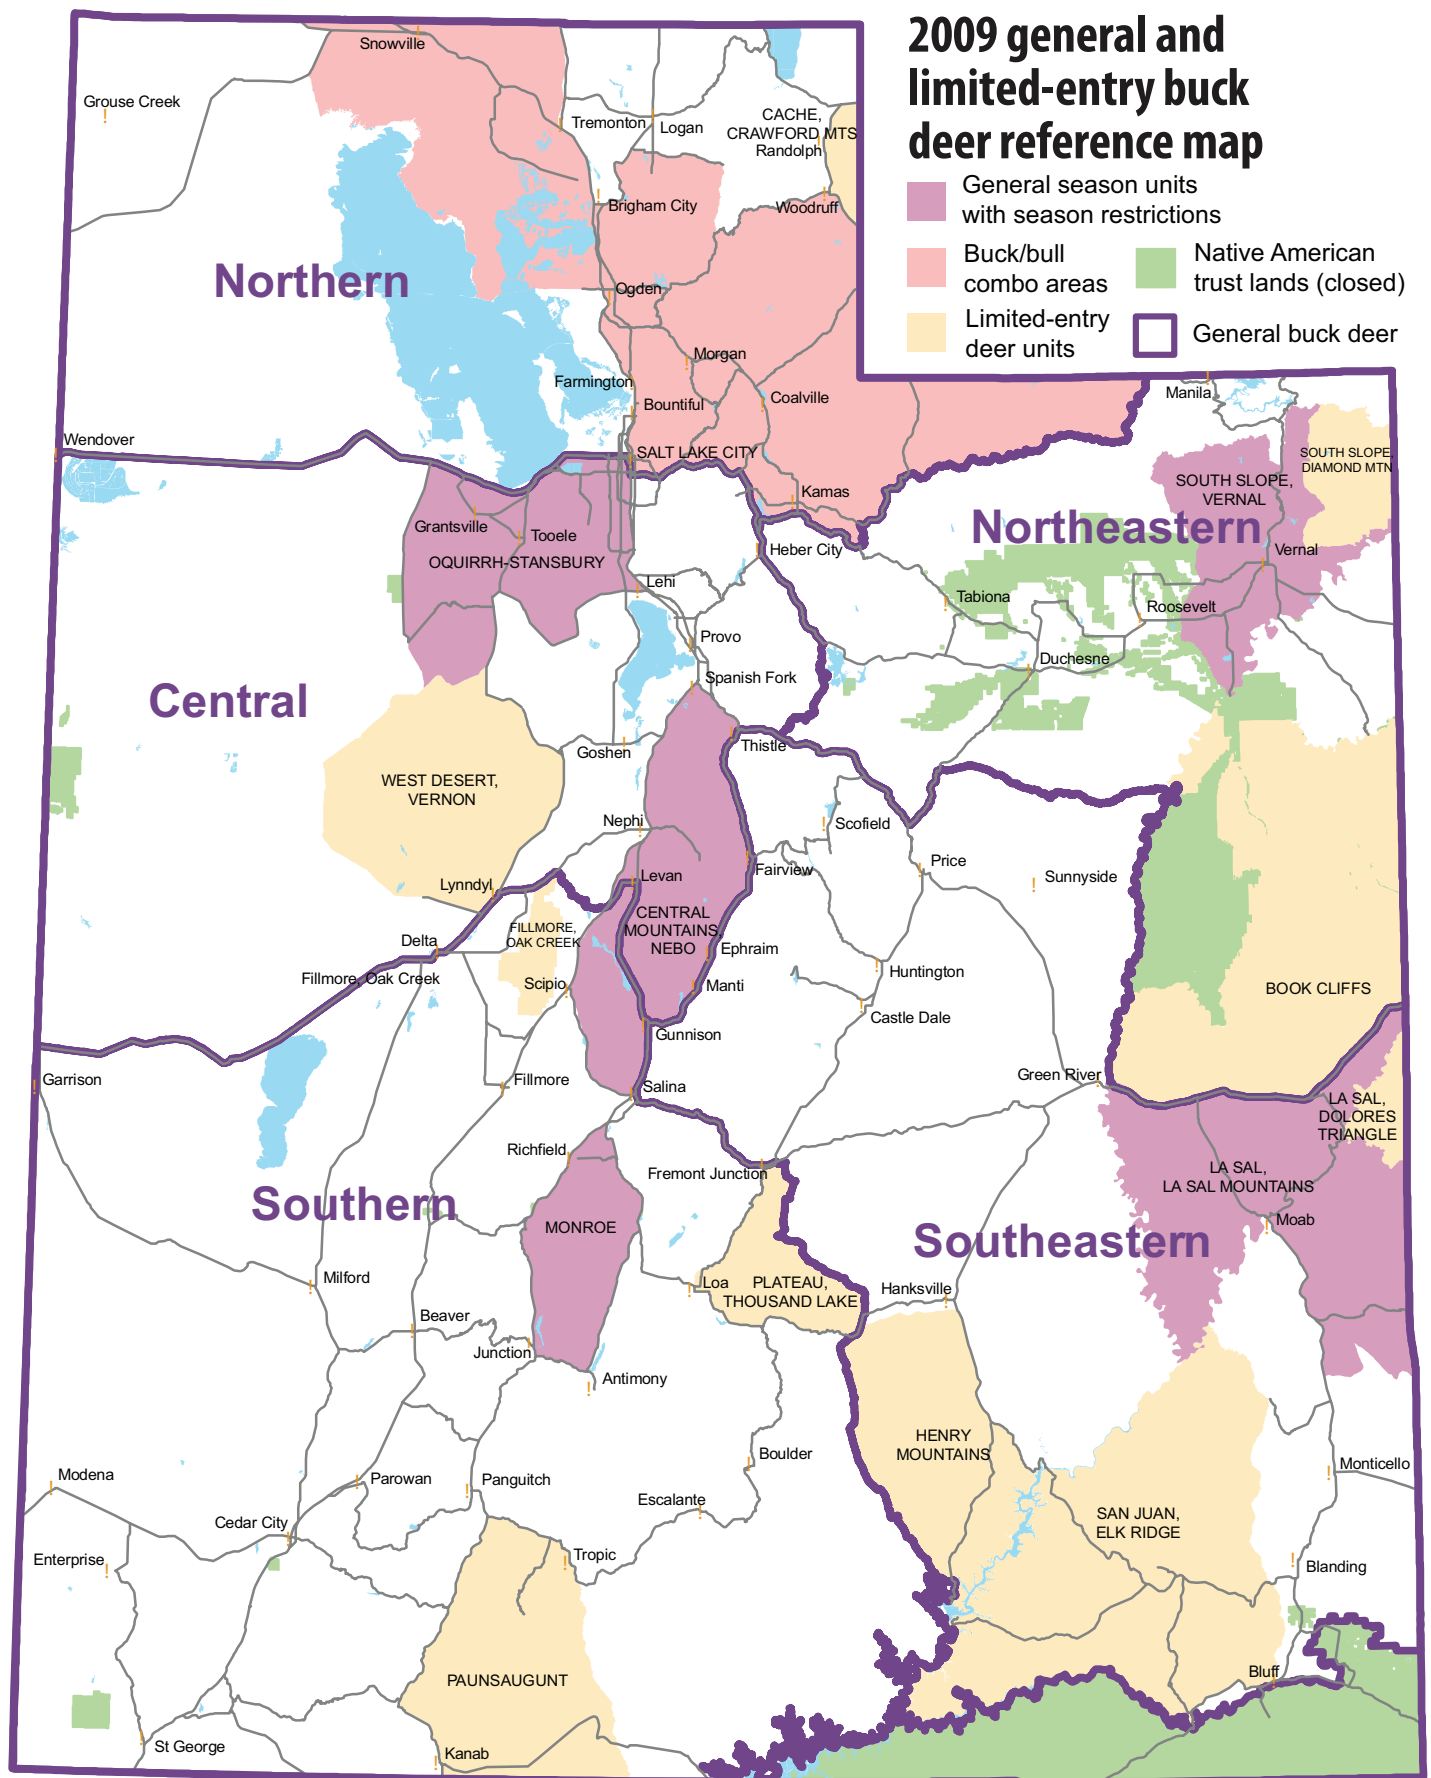 2009 general and
limited-entry buck
deer reference map
General season units
with season restrictions
Buck/bull
combo areas
Native American
trust lands (closed)
Limited-entry
deer units
General buck deer
Snowville
Grouse Creek
Tremonton
Logan
CACHE,
CRAWFORD MTS
Randolph
Brigham City
Woodruff
Northern
Ogden
Morgan
Farmington
Bountiful
Coalville
Manila
Wendover
SALT LAKE CITY
SOUTH SLOPE,
DIAMOND MTN
SOUTH SLOPE,
VERNAL
Kamas
Grantsville
Tooele
Northeastern
OQUIRRH-STANSBURY
Heber City
Vernal
Lehi
Tabiona
Roosevelt
Provo
Duchesne
Spanish Fork
Central
Thistle
Goshen
WEST DESERT,
VERNON
Nephi
Scofield
Price
Fairview
Sunnyside
Levan
Lynndyl
CENTRAL
MOUNTAINS,
NEBO
FILLMORE,
OAK CREEK
Delta
Ephraim
Fillmore, Oak Creek
Scipio
Huntington
Manti
BOOK CLIFFS
Castle Dale
Gunnison
Garrison
Fillmore
Salina
Green River
LA SAL,
DOLORES
TRIANGLE
Richfield
Fremont Junction
LA SAL,
LA SAL MOUNTAINS
Southern
MONROE
Moab
Southeastern
Milford
Loa
PLATEAU,
THOUSAND LAKE
Hanksville
Beaver
Junction
Antimony
HENRY
MOUNTAINS
Boulder
Monticello
Modena
Parowan
Panguitch
Escalante
SAN JUAN,
ELK RIDGE
Cedar City
Enterprise
Tropic
Blanding
PAUNSAUGUNT
Bluff
St George
Kanab